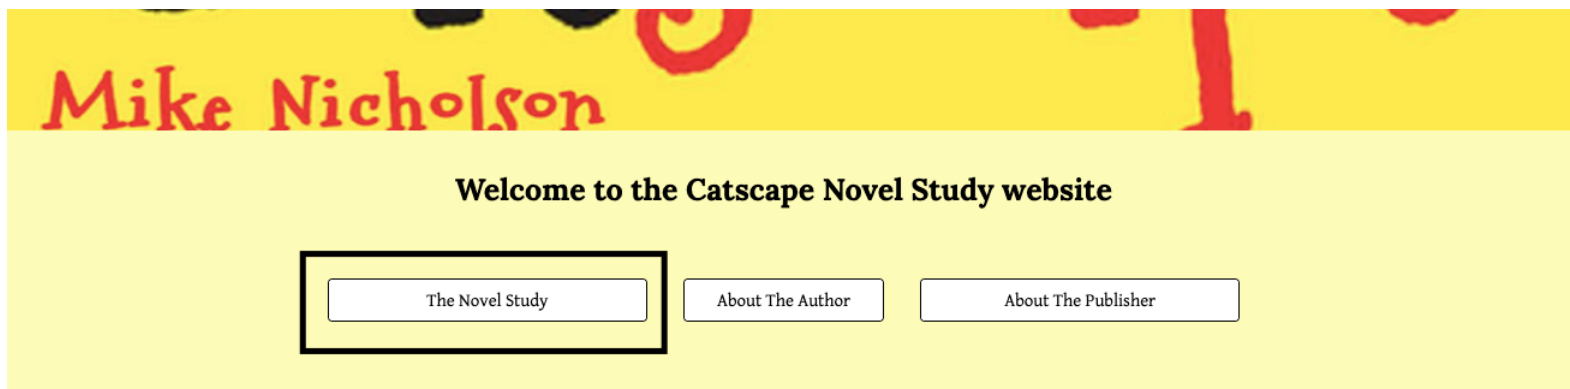 Mike Nicholson
Welcome to the Catscape Novel Study website
The Novel Study
About The Author
About The Publisher